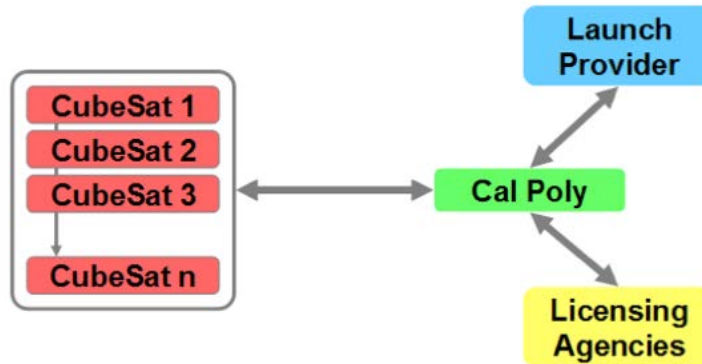 CubeSat 1
CubeSat 2
CubeSat 3
CubeSat n
Cal Poly
Launch
Provider
Licensing
Agencies